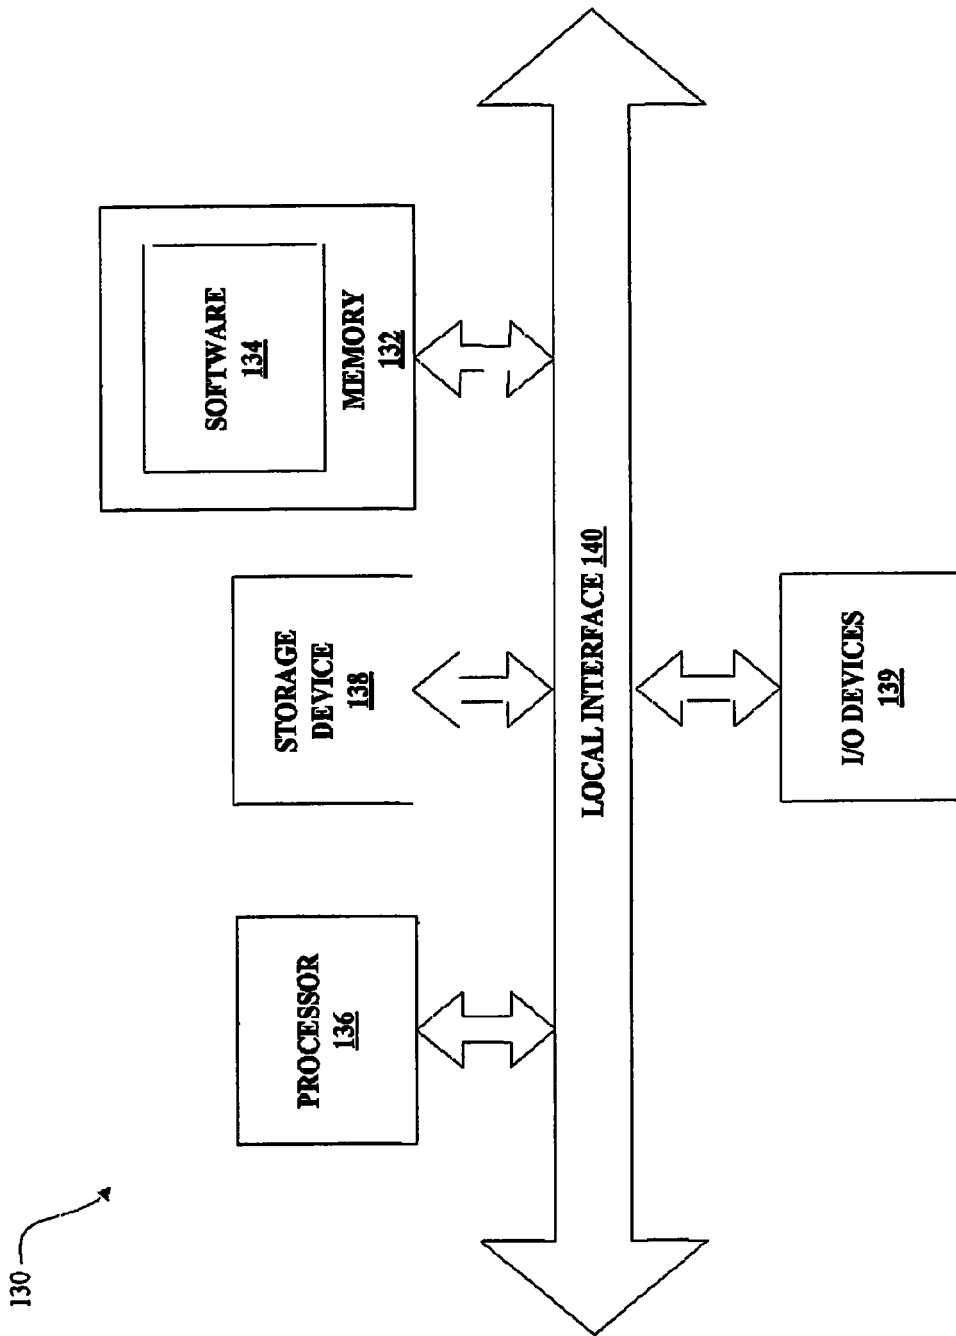 130
PROCESSOR
136
STORAGE
DEVICE
138
SOFTWARE
134
MEMORY
132
LOCAL INTERFACE 140
I/O DEVICES
139